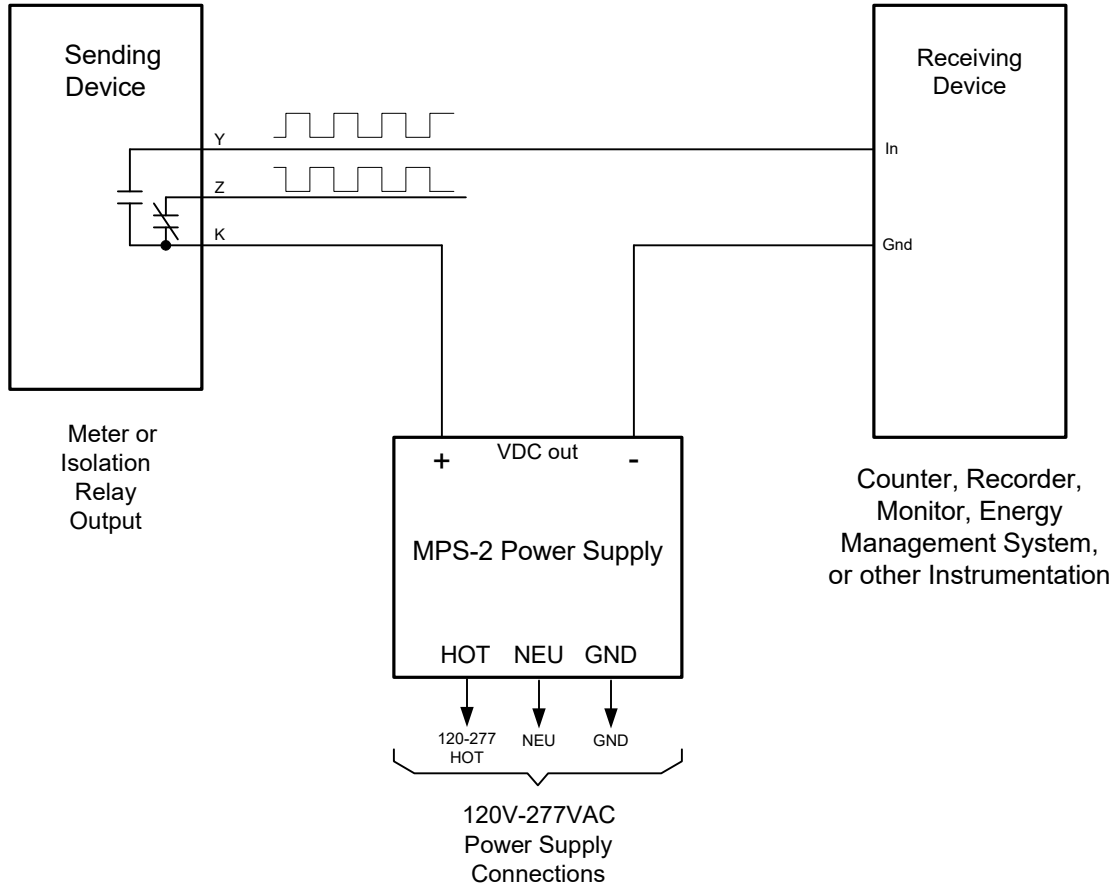 Sending
Device
Y
Z
K
Meter or
Isolation
Relay
Output
Receiving
Device
In
Gnd
Counter, Recorder,
Monitor, Energy
Management System,
or other Instrumentation
+ VDC out -
MPS-2 Power Supply
HOT NEU GND
120-277
HOT
NEU
GND
120V-277VAC
Power Supply
Connections